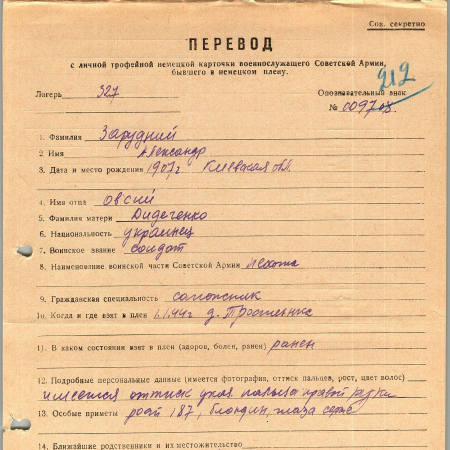 Сов. секретно
ПЕРЕВОД
с личной трофейной немецкой карточки военнослужащего Советской Армии,
бывшего в немецком плену.
212
Лагерь 327 Опознавательный знак
№ 00970
1. Фамилия Зарудний
2. Имя Александр
3. Дата и место рождения 1907г Киевская обл.
4. Имя отца Овсий
5. Фамилия матери Дидеченко
6. Национальность украинец
7. Воинское звание солдат
8. Наименование воинской части Советской Армии пехота
9. Гражданская специальность сапожник
10. Когда и где взят в плен 1.1.44г д. Трощенка
11. В каком состоянии взят в плен (здоров, болен, ранен) ранен
12. Подробные персональные данные (имеется фотография, оттиск пальцев, рост, цвет волос)
имеется оттиск указ. пальца правой руки
13. Особые приметы рост 187, блондин, глаза серые
14. Ближайшие родственники и их местожительство